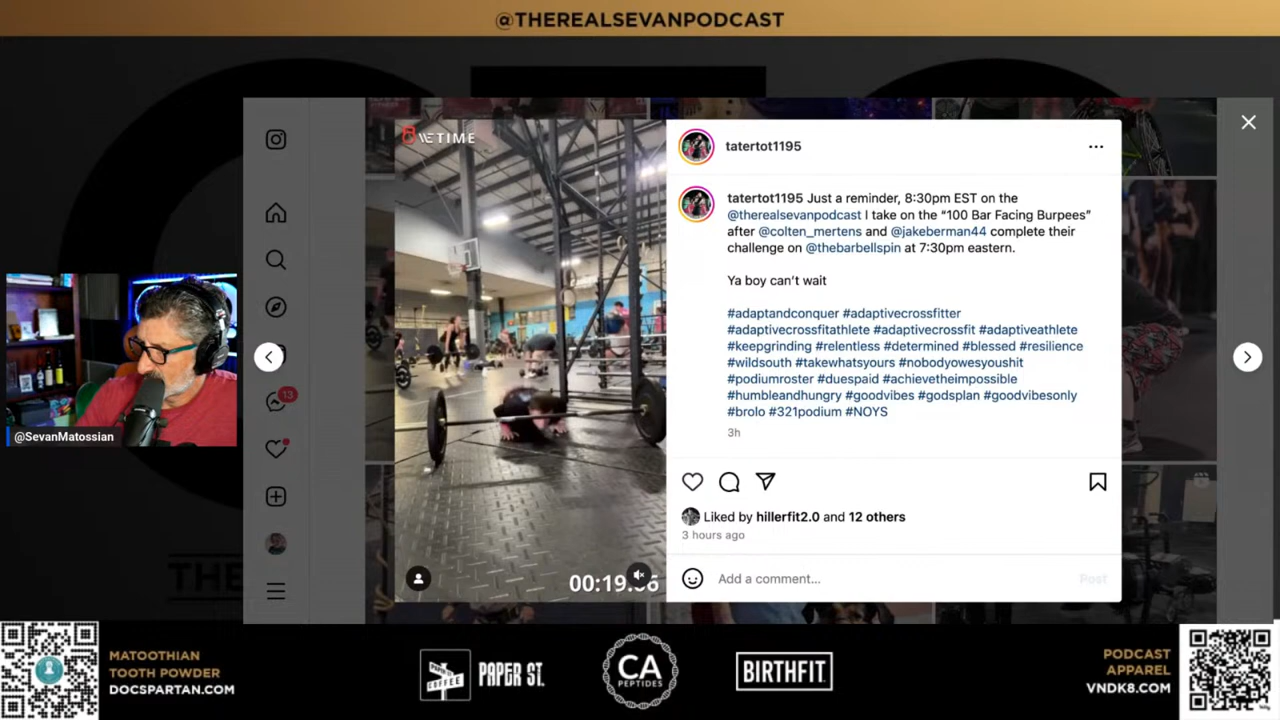 @THEREALSEVANPODCAST
WETIME
tatertot1195
tatertot1195 Just a reminder, 8:30pm EST on the
@therealsevanpodcast I take on the “100 Bar Facing Burpees”
after @colten_mertens and @jakeberman44 complete their
challenge on @thebarbellspin at 7:30pm eastern.
Ya boy can’t wait
#adaptandconquer #adaptivecrossfitter
#adaptivecrossfitathlete #adaptivecrossfit #adaptiveathlete
#keepgrinding #relentless #determined #blessed #resilience
#wildsouth #takewhatsyours #nobodyowesyoushit
#podiumroster #duespaid #achievetheimpossible
#humbleandhungry #goodvibes #godsplan #goodvibesonly
#brolo #321podium #NOYS
3h
13
@SevanMatossian
Liked by hillerfit2.0 and 12 others
3 hours ago
Add a comment...
Post
THE
MATOOTHIAN
TOOTH POWDER
DOCSPARTAN.COM
COFFEE
PAPER ST.
CA
PEPTIDES
BIRTHFIT
PODCAST
APPAREL
VNDK8.COM